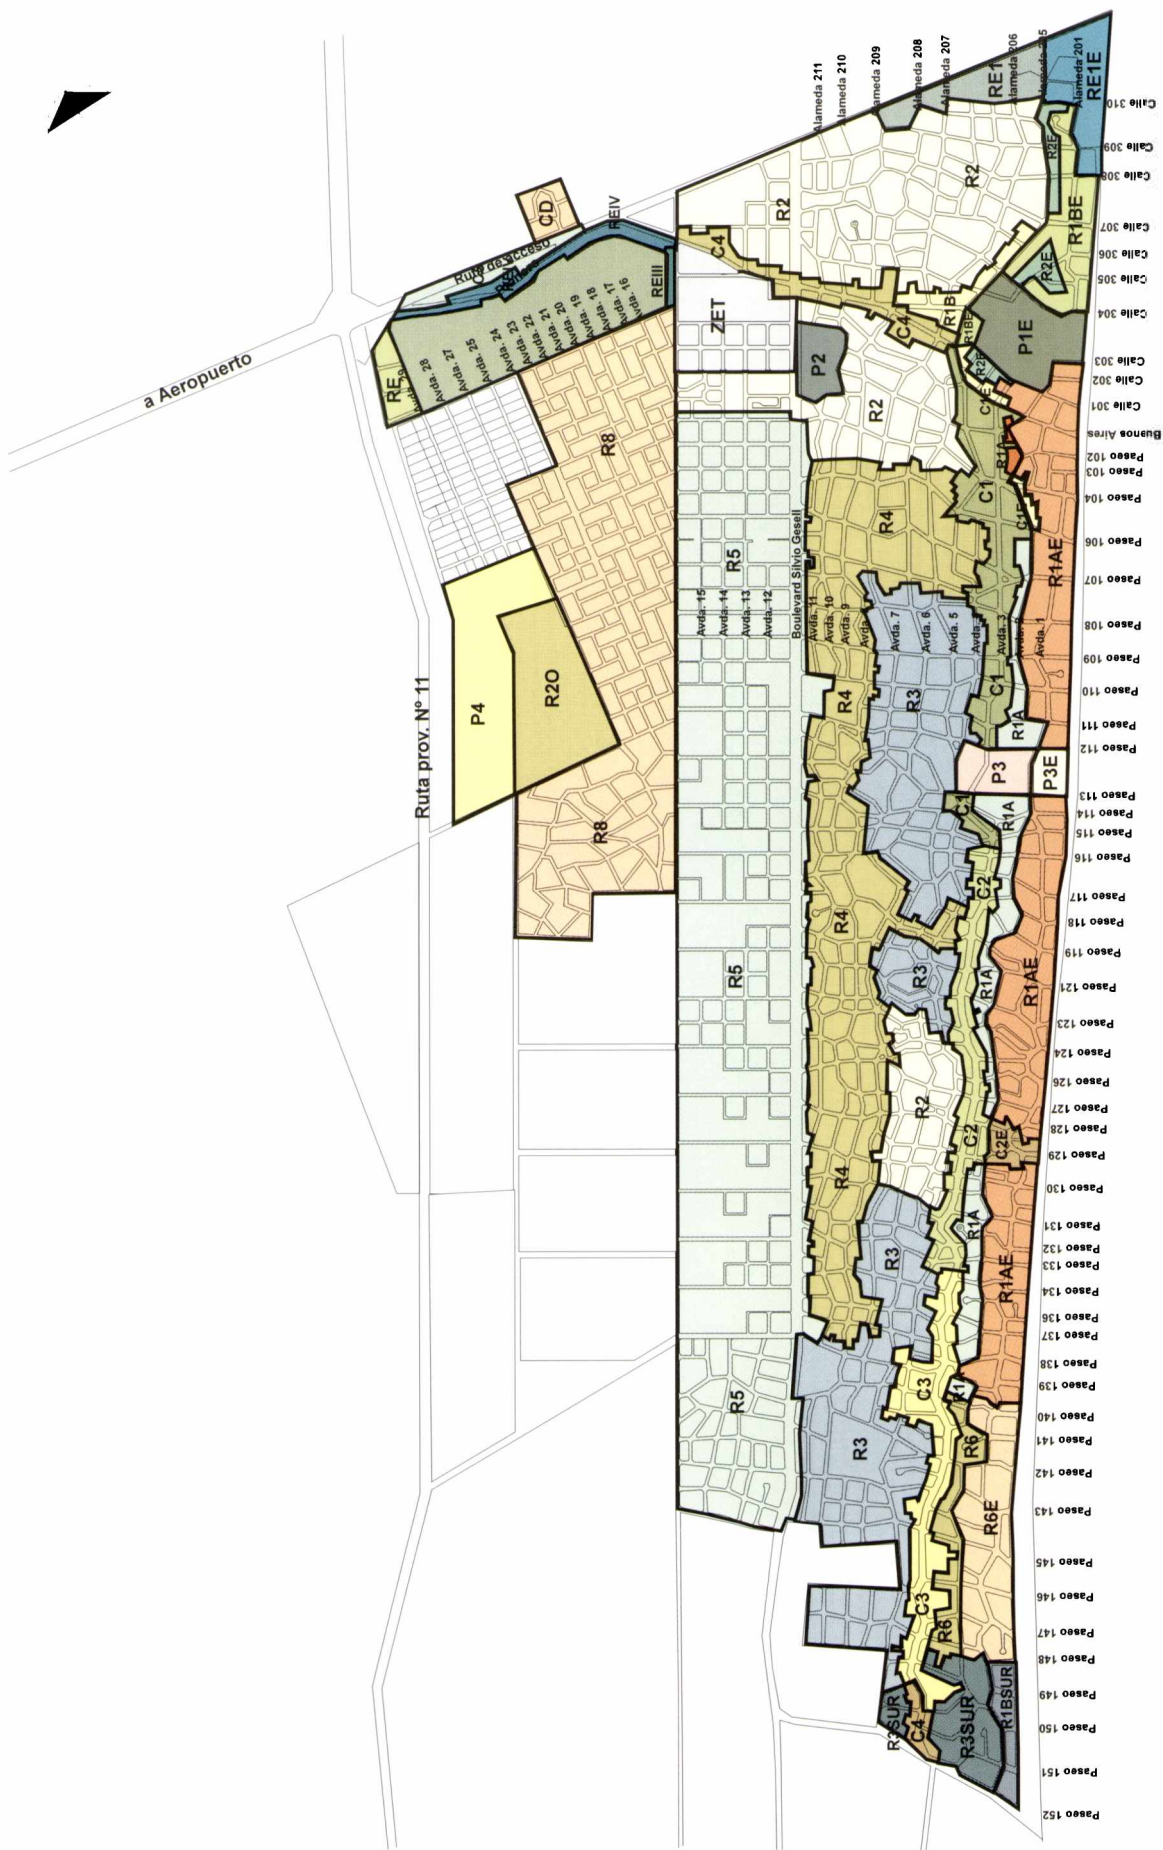 Alameda 211
Alameda 210
Alameda 209
Alameda 208
Alameda 207
RE1
Alameda 206
Alameda 201
RE1E
Calle 310
Calle 309
Calle 308
Calle 307
Calle 306
Calle 305
Calle 304
Calle 303
Calle 302
Calle 301
Buenos Aires
Paseo 102
Paseo 103
Paseo 104
Paseo 106
Paseo 107
Paseo 108
Paseo 109
Paseo 110
Paseo 111
Paseo 112
Paseo 113
Paseo 114
Paseo 115
Paseo 116
Paseo 117
Paseo 118
Paseo 119
Paseo 121
Paseo 123
Paseo 124
Paseo 126
Paseo 127
Paseo 128
Paseo 129
Paseo 130
Paseo 131
Paseo 132
Paseo 133
Paseo 134
Paseo 136
Paseo 137
Paseo 138
Paseo 139
Paseo 140
Paseo 141
Paseo 142
Paseo 143
Paseo 145
Paseo 146
Paseo 147
Paseo 148
Paseo 149
Paseo 150
Paseo 151
Paseo 152
R2E
R2
R1BE
R2
R2E
CD
REIV
Ruta de acceso
C4
REIII
Avda. 16
Avda. 17
Avda. 18
Avda. 19
Avda. 20
Avda. 21
Avda. 22
Avda. 23
Avda. 24
Avda. 25
Avda. 27
Avda. 28
RE
a Aeropuerto
ZET
C4
R1B
R1BE
P1E
P2
R2E
R2
C1E
R1A
R8
C1
C1E
R4
R5
Boulevard Silvio Gesell
R1AE
Avda. 15
Avda. 14
Avda. 13
Avda. 12
Avda. 11
Avda. 10
Avda. 9
Avda. 7
Avda. 6
Avda. 5
Avda. 3
Avda. 1
R2O
P4
Ruta prov. Nº 11
R4
R3
C1
R1A
P3
P3E
R8
C1
R1A
C2
R4
R5
R3
R1A
R1AE
R2
C2
C2E
R4
R3
R1A
R1AE
R5
C3
R1
R3
R6
R6E
C3
R6
R3SUR
C4
R3SUR
R1BSUR